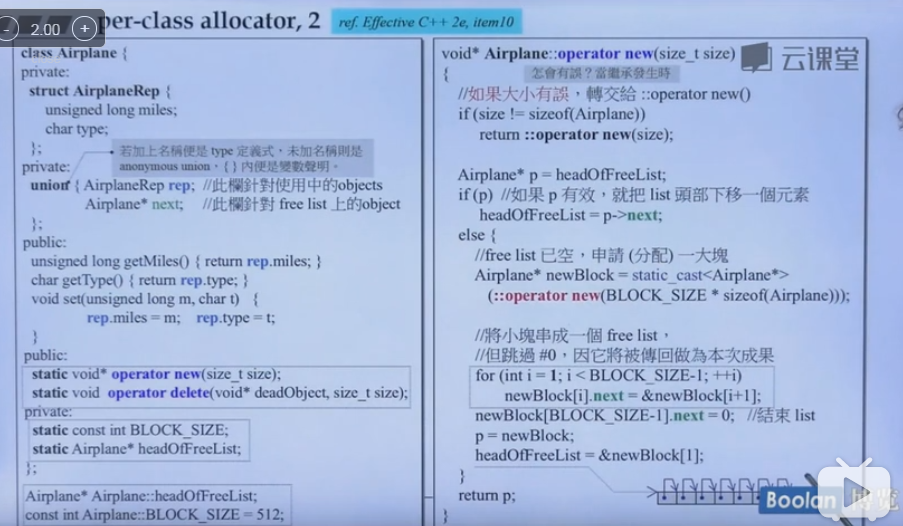 - 2.00 +
per-class allocator, 2
ref. Effective C++ 2e, item10
class Airplane {
private:
struct AirplaneRep {
unsigned long miles;
char type;
};
若加上名稱便是 type 定義式，未加名稱則是
anonymous union，{ } 內便是變數聲明。
private:
union { AirplaneRep rep; //此欄針對使用中的objects
Airplane* next; //此欄針對 free list 上的object
};
public:
unsigned long getMiles() { return rep.miles; }
char getType() { return rep.type; }
void set(unsigned long m, char t) {
rep.miles = m; rep.type = t;
}
public:
static void* operator new(size_t size);
static void operator delete(void* deadObject, size_t size);
private:
static const int BLOCK_SIZE;
static Airplane* headOfFreeList;
};
Airplane* Airplane::headOfFreeList;
const int Airplane::BLOCK_SIZE = 512;
void* Airplane::operator new(size_t size)
云课堂
{
怎會有誤？當繼承發生時
//如果大小有誤，轉交給 ::operator new()
if (size != sizeof(Airplane))
return ::operator new(size);
Airplane* p = headOfFreeList;
if (p) //如果 p 有效，就把 list 頭部下移一個元素
headOfFreeList = p->next;
else {
//free list 已空，申請 (分配) 一大塊
Airplane* newBlock = static_cast<Airplane*>
(::operator new(BLOCK_SIZE * sizeof(Airplane)));
//將小塊串成一個 free list，
//但跳過 #0，因它將被傳回做為本次成果
for (int i = 1; i < BLOCK_SIZE-1; ++i)
newBlock[i].next = &newBlock[i+1];
newBlock[BLOCK_SIZE-1].next = 0; //結束 list
p = newBlock;
headOfFreeList = &newBlock[1];
}
return p;
}
Boolan 博览